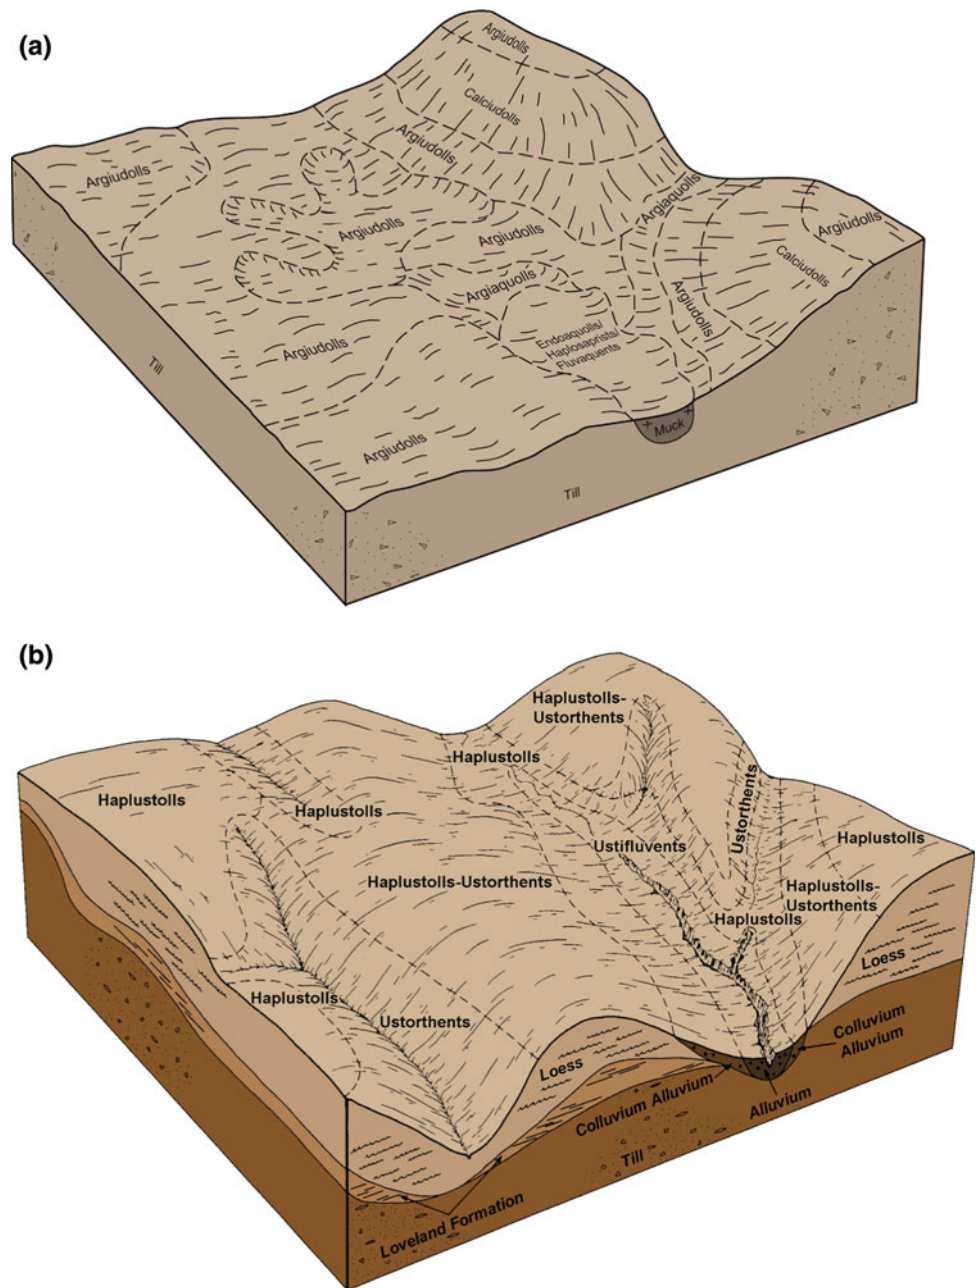 (a)
Argiudolls
Calciudolls
Argiudolls
Argiudolls
Argiaquolls
Argiudolls
Argiudolls
Argiudolls
Calciudolls
Argiaquolls
Argiudolls
Argiudolls
Endoaquolls/
Haplosaprists/
Fluvaquents
Till
Argiudolls
Muck
Till
(b)
Haplustolls-
Ustorthents
Haplustolls
Haplustolls
Haplustolls
Ustorthents
Ustifluvents
Haplustolls
Haplustolls-Ustorthents
Haplustolls-
Ustorthents
Haplustolls
Loess
Haplustolls
Ustorthents
Colluvium
Alluvium
Loess
Colluvium Alluvium
Alluvium
Till
Loveland Formation